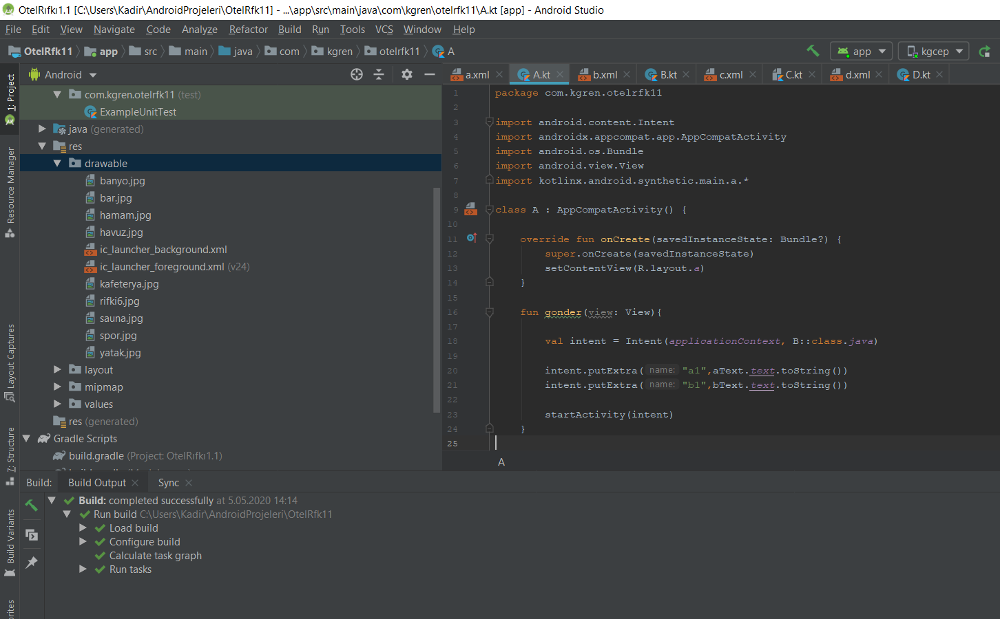 OtelRıfkı1.1 [C:\Users\Kadir\AndroidProjeleri\OtelRfk11] - ...\app\src\main\java\com\kgren\otelrfk11\A.kt [app] - Android Studio
File Edit View Navigate Code Analyze Refactor Build Run Tools VCS Window Help
OtelRfk11 app src main java com kgren otelrfk11 A app kgcep
1: Project
Resource Manager
Layout Captures
7: Structure
Build Variants
Android
com.kgren.otelrfk11 (test)
ExampleUnitTest
java (generated)
res
drawable
banyo.jpg
bar.jpg
hamam.jpg
havuz.jpg
ic_launcher_background.xml
ic_launcher_foreground.xml (v24)
kafeterya.jpg
rifki6.jpg
sauna.jpg
spor.jpg
yatak.jpg
layout
mipmap
values
res (generated)
Gradle Scripts
build.gradle (Project: OtelRıfkı1.1)
a.xml A.kt b.xml B.kt c.xml C.kt d.xml D.kt
1 package com.kgren.otelrfk11
2
3 import android.content.Intent
4 import androidx.appcompat.app.AppCompatActivity
5 import android.os.Bundle
6 import android.view.View
7 import kotlinx.android.synthetic.main.a.*
8
9 class A : AppCompatActivity() {
10
11 override fun onCreate(savedInstanceState: Bundle?) {
12 super.onCreate(savedInstanceState)
13 setContentView(R.layout.a)
14 }
15
16 fun gonder(view: View){
17
18 val intent = Intent(applicationContext, B::class.java)
19
20 intent.putExtra( name: "a1",aText.text.toString())
21 intent.putExtra( name: "b1",bText.text.toString())
22
23 startActivity(intent)
24 }
25
A
Build: Build Output Sync
Build: completed successfully at 5.05.2020 14:14
Run build C:\Users\Kadir\AndroidProjeleri\OtelRfk11
Load build
Configure build
Calculate task graph
Run tasks